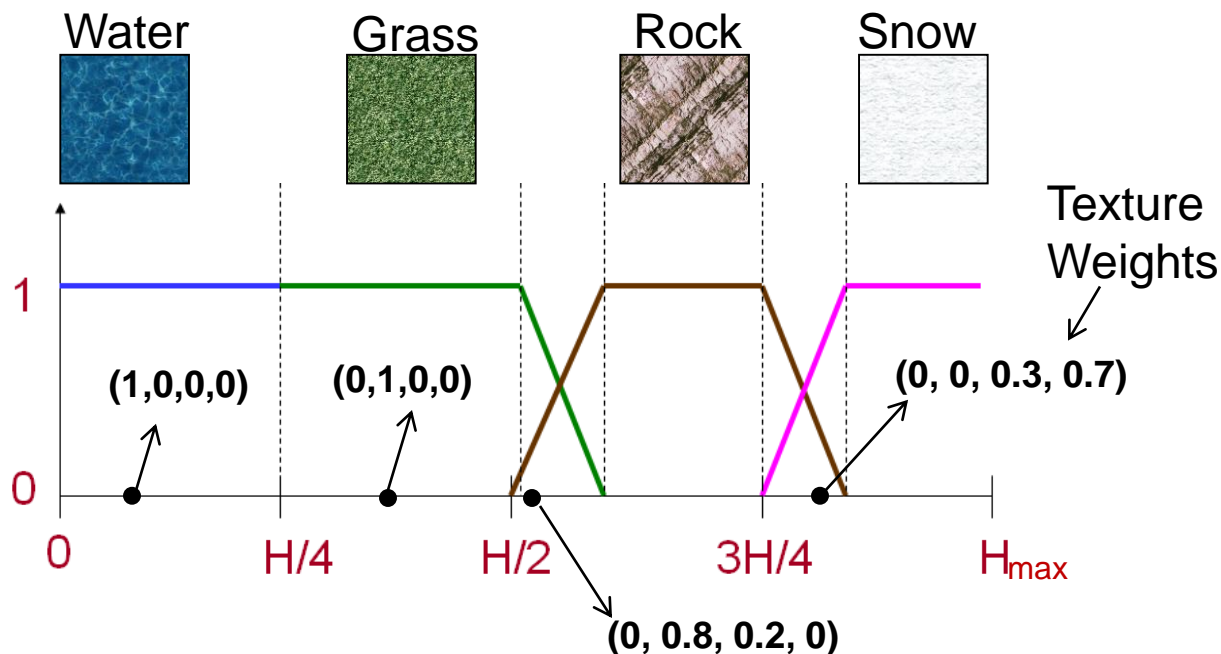 Water Grass Rock Snow
Texture
Weights
1
(1,0,0,0) (0,1,0,0) (0, 0, 0.3, 0.7)
0
0 H/4 H/2 3H/4 Hmax
(0, 0.8, 0.2, 0)